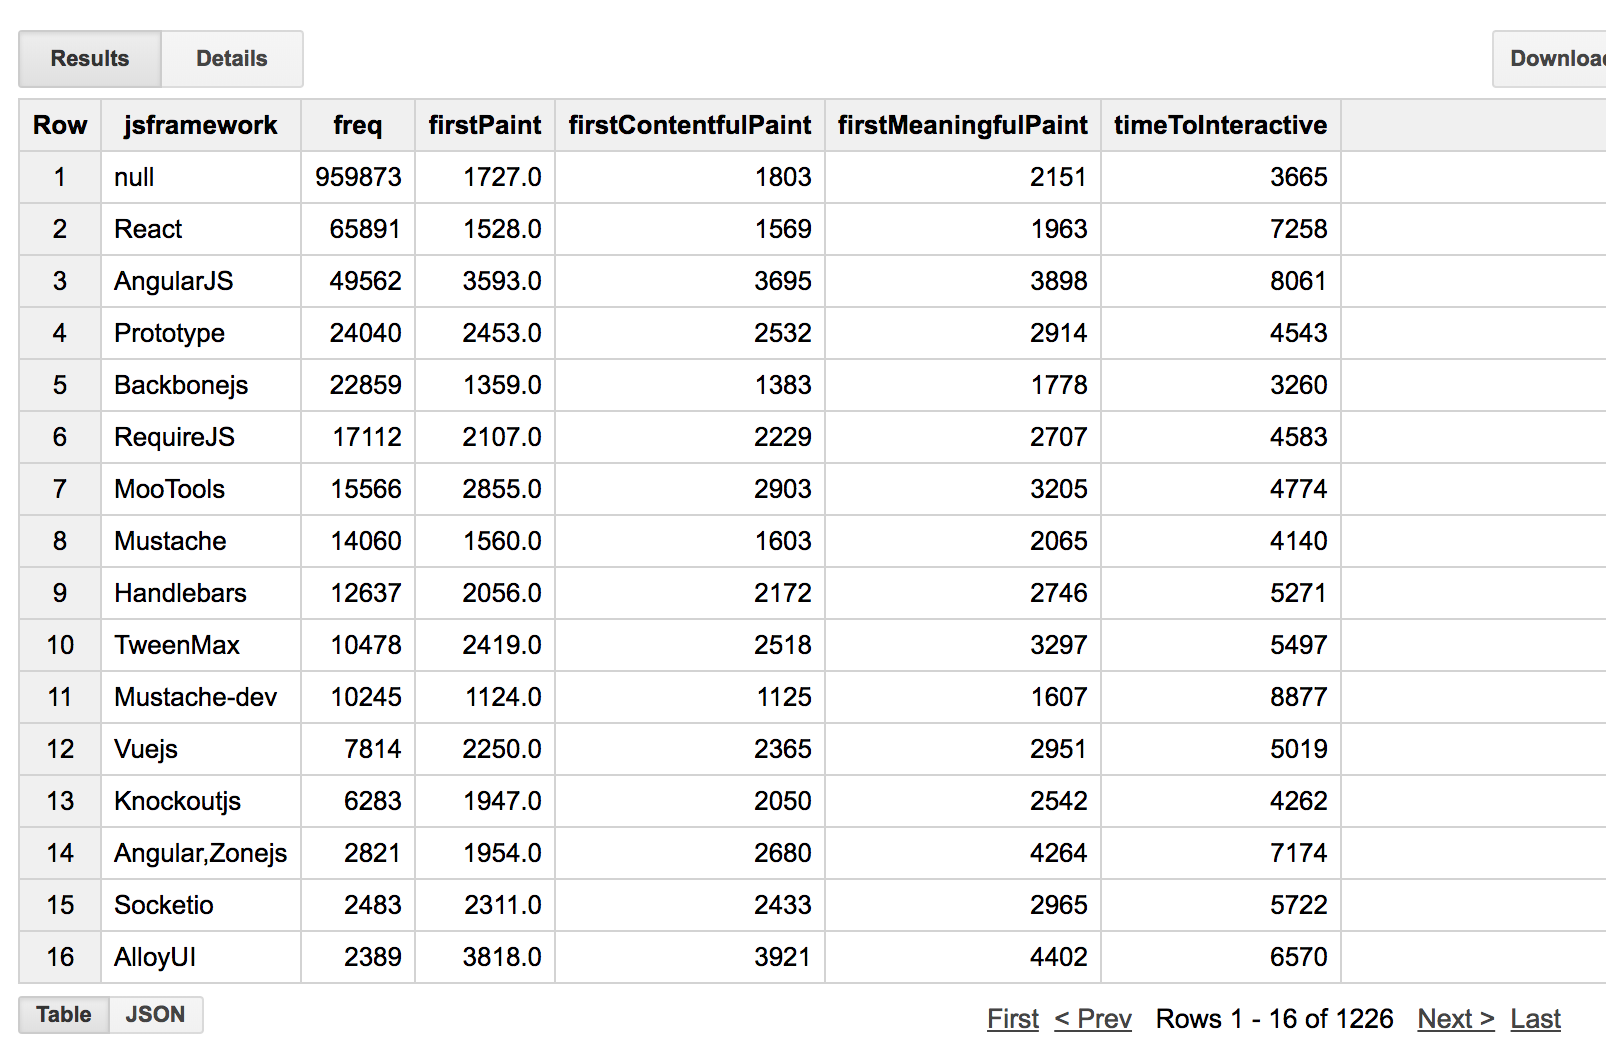 Results Details Download
Row jsframework freq firstPaint firstContentfulPaint firstMeaningfulPaint timeToInteractive
1 null 959873 1727.0 1803 2151 3665
2 React 65891 1528.0 1569 1963 7258
3 AngularJS 49562 3593.0 3695 3898 8061
4 Prototype 24040 2453.0 2532 2914 4543
5 Backbonejs 22859 1359.0 1383 1778 3260
6 RequireJS 17112 2107.0 2229 2707 4583
7 MooTools 15566 2855.0 2903 3205 4774
8 Mustache 14060 1560.0 1603 2065 4140
9 Handlebars 12637 2056.0 2172 2746 5271
10 TweenMax 10478 2419.0 2518 3297 5497
11 Mustache-dev 10245 1124.0 1125 1607 8877
12 Vuejs 7814 2250.0 2365 2951 5019
13 Knockoutjs 6283 1947.0 2050 2542 4262
14 Angular,Zonejs 2821 1954.0 2680 4264 7174
15 Socketio 2483 2311.0 2433 2965 5722
16 AlloyUI 2389 3818.0 3921 4402 6570
Table JSON First < Prev Rows 1 - 16 of 1226 Next > Last